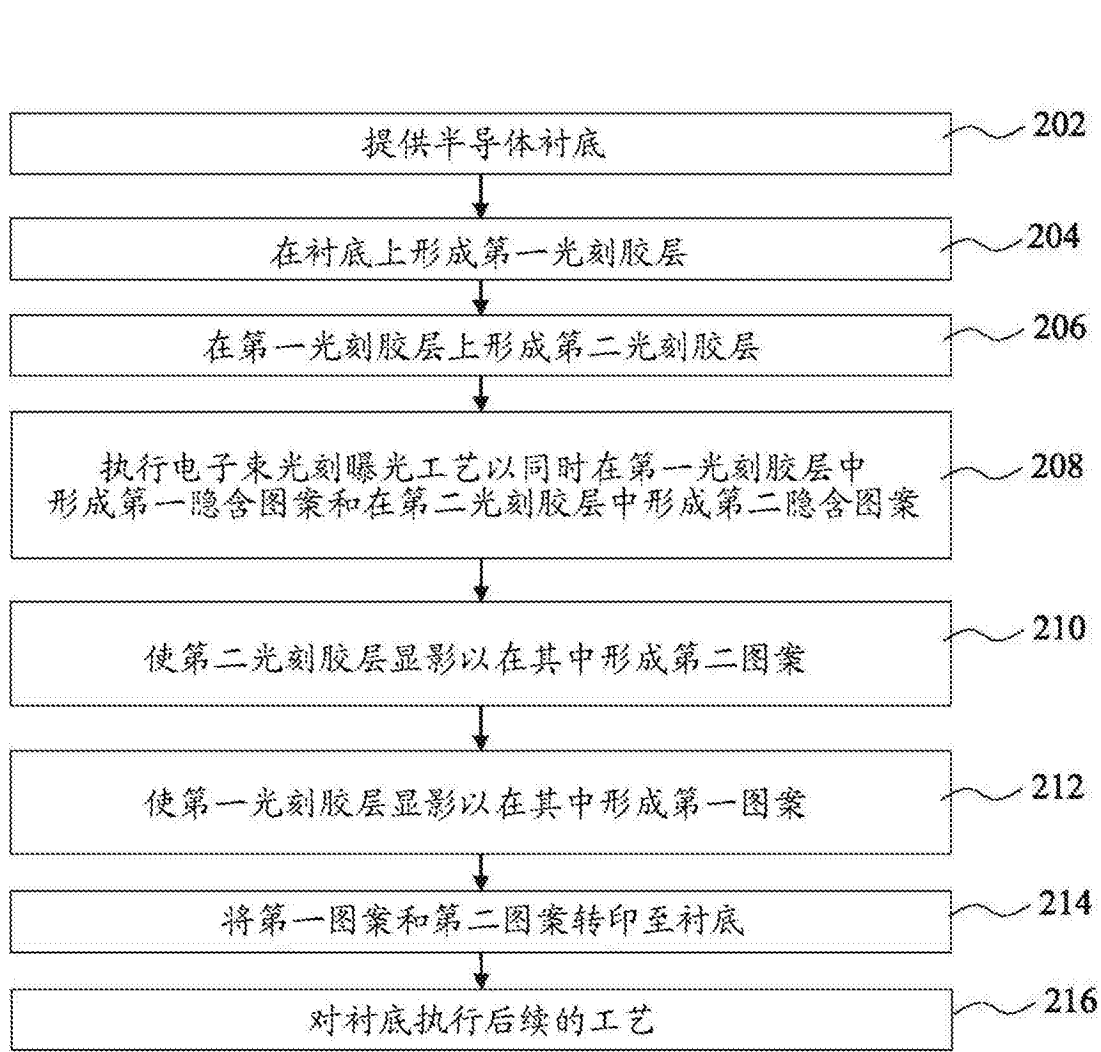 提供半导体衬底
202
在衬底上形成第一光刻胶层
204
在第一光刻胶层上形成第二光刻胶层
206
执行电子束光刻曝光工艺以同时在第一光刻胶层中
形成第一隐含图案和在第二光刻胶层中形成第二隐含图案
208
使第二光刻胶层显影以在其中形成第二图案
210
使第一光刻胶层显影以在其中形成第一图案
212
将第一图案和第二图案转印至衬底
214
对衬底执行后续的工艺
216